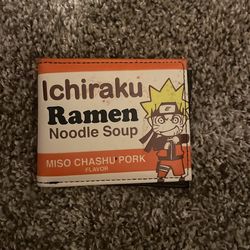 Ichiraku
Ramen
Noodle Soup
MISO CHASHU PORK
FLAVOR